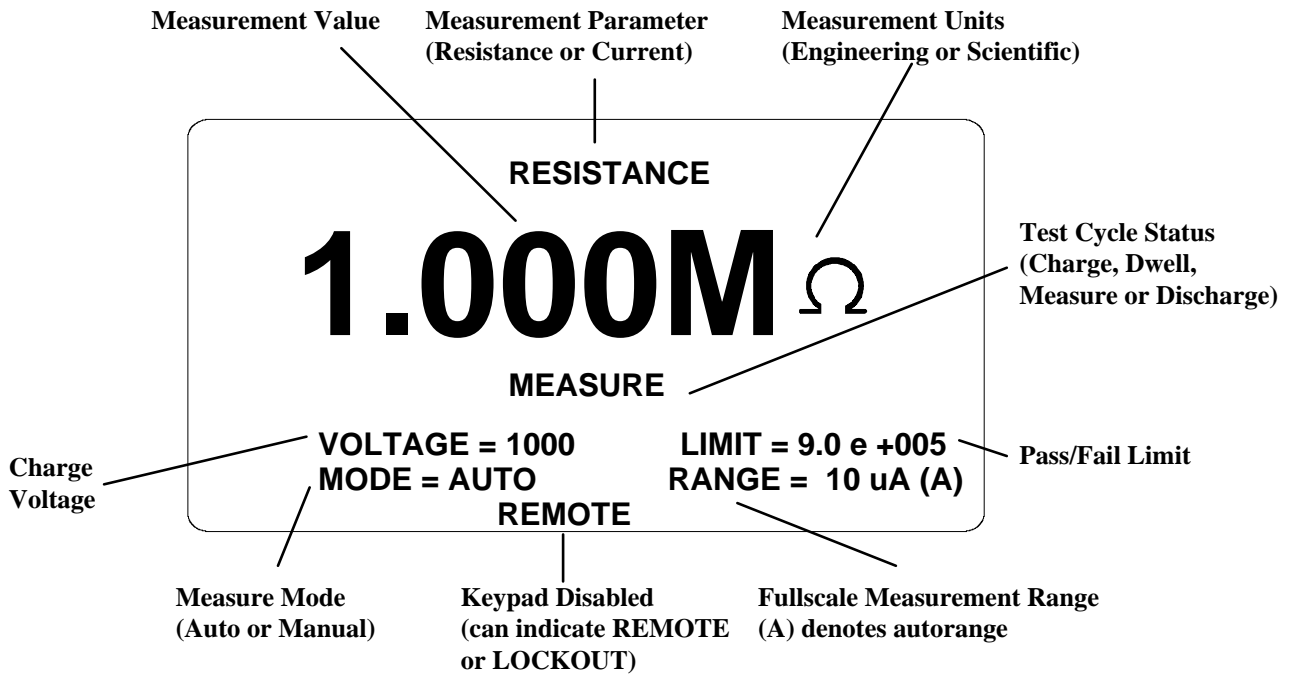 Measurement Value
Measurement Parameter
(Resistance or Current)
Measurement Units
(Engineering or Scientific)
RESISTANCE
1.000M Ω
Test Cycle Status
(Charge, Dwell,
Measure or Discharge)
MEASURE
VOLTAGE = 1000
LIMIT = 9.0 e +005
Pass/Fail Limit
Charge
Voltage
MODE = AUTO
RANGE = 10 uA (A)
REMOTE
Measure Mode
(Auto or Manual)
Keypad Disabled
(can indicate REMOTE
or LOCKOUT)
Fullscale Measurement Range
(A) denotes autorange